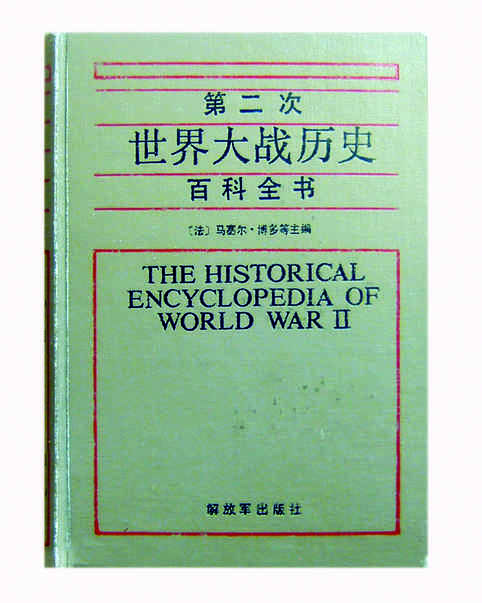 第二次
世界大战历史
百科全书
〔法〕马塞尔·博多等主编
THE HISTORICAL
ENCYCLOPEDIA OF
WORLD WAR Ⅱ
解放军出版社